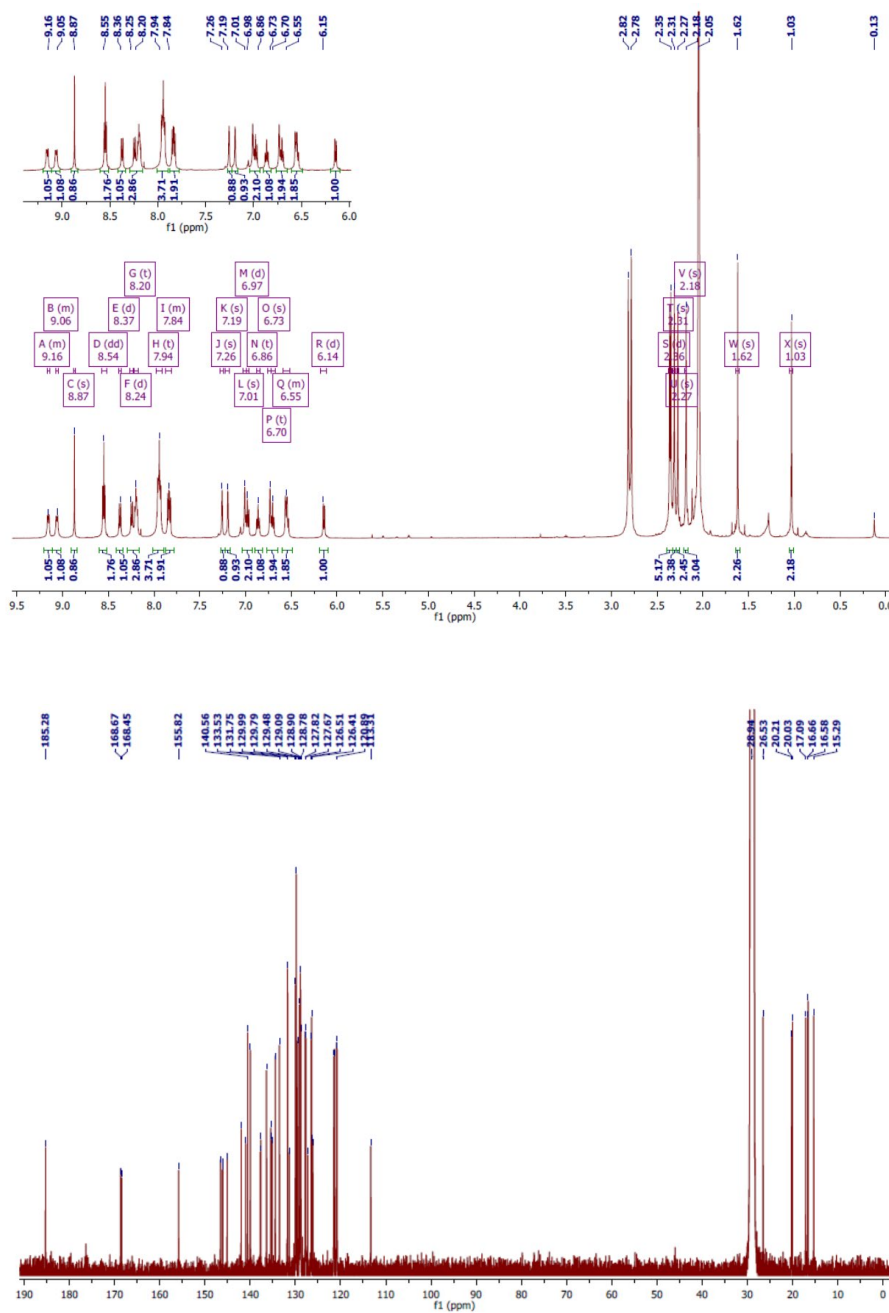 9.16 9.05 8.87 8.55 8.36 8.25 8.20 7.94 7.84 7.26 7.19 7.01 6.98 6.86 6.73 6.70 6.55 6.15 2.82 2.78 2.35 2.31 2.27 2.18 2.05 1.62 1.03 0.13
1.05 1.08 0.86 1.76 1.05 2.86 3.71 1.91 0.88 0.93 2.10 1.08 1.94 1.85 1.00
9.0 8.5 8.0 7.5 7.0 6.5 6.0
f1 (ppm)
G (t) M (d) V (s)
8.20 6.97 2.18
B (m) E (d) I (m) K (s) O (s) T (s)
9.06 8.37 7.84 7.19 6.73 2.31
A (m) D (dd) H (t) J (s) N (t) R (d) S (d) W (s) X (s)
9.16 8.54 7.94 7.26 6.86 6.14 2.36 1.62 1.03
C (s) F (d) L (s) Q (m) U (s)
8.87 8.24 7.01 6.55 2.27
P (t)
6.70
1.05 1.08 0.86 1.76 1.05 2.86 3.71 1.91 0.88 0.93 2.10 1.08 1.94 1.85 1.00 5.17 3.38 2.45 3.04 2.26 2.18
9.5 9.0 8.5 8.0 7.5 7.0 6.5 6.0 5.5 5.0 4.5 4.0 3.5 3.0 2.5 2.0 1.5 1.0 0.5 0.0
f1 (ppm)
185.28 168.67 168.45 155.82 140.56 133.53 131.75 129.99 129.79 129.48 129.09 128.90 128.78 127.82 127.67 126.51 126.41 120.89 113.31 28.94 26.53 20.21 20.03 17.09 16.66 16.58 15.29
190 180 170 160 150 140 130 120 110 100 90 80 70 60 50 40 30 20 10 0
f1 (ppm)